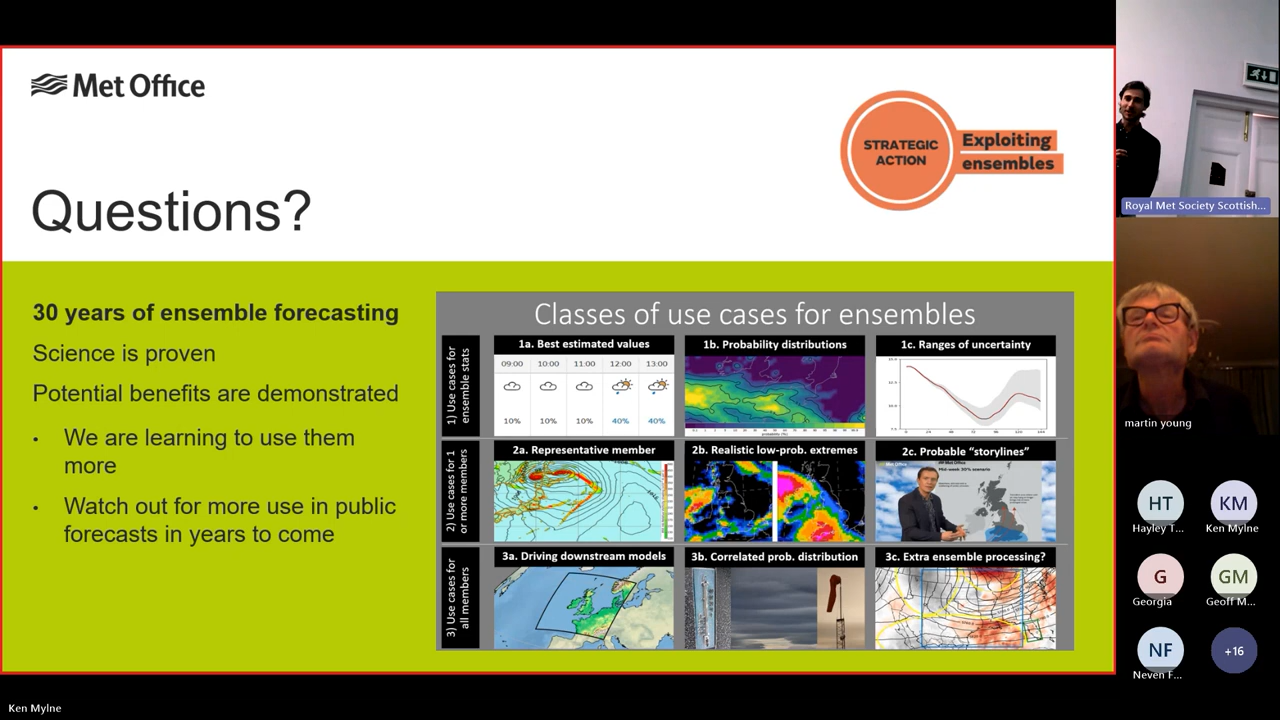 Met Office
STRATEGIC
ACTION
Exploiting
ensembles
Questions?
30 years of ensemble forecasting
Science is proven
Potential benefits are demonstrated
• We are learning to use them
more
• Watch out for more use in public
forecasts in years to come
Classes of use cases for ensembles
1) Use cases for
ensemble stats
1a. Best estimated values
09:00 10:00 11:00 12:00 13:00
10% 10% 10% 40% 40%
1b. Probability distributions
1c. Ranges of uncertainty
2) Use cases for 1
or more members
2a. Representative member
2b. Realistic low-prob. extremes
2c. Probable “storylines”
Mid-week 30% scenario
3) Use cases for
all members
3a. Driving downstream models
3b. Correlated prob. distribution
3c. Extra ensemble processing?
Royal Met Society Scottish...
martin young
HT
Hayley T...
KM
Ken Mylne
G
Georgia
GM
Geoff M...
NF
Neven F...
+16
Ken Mylne